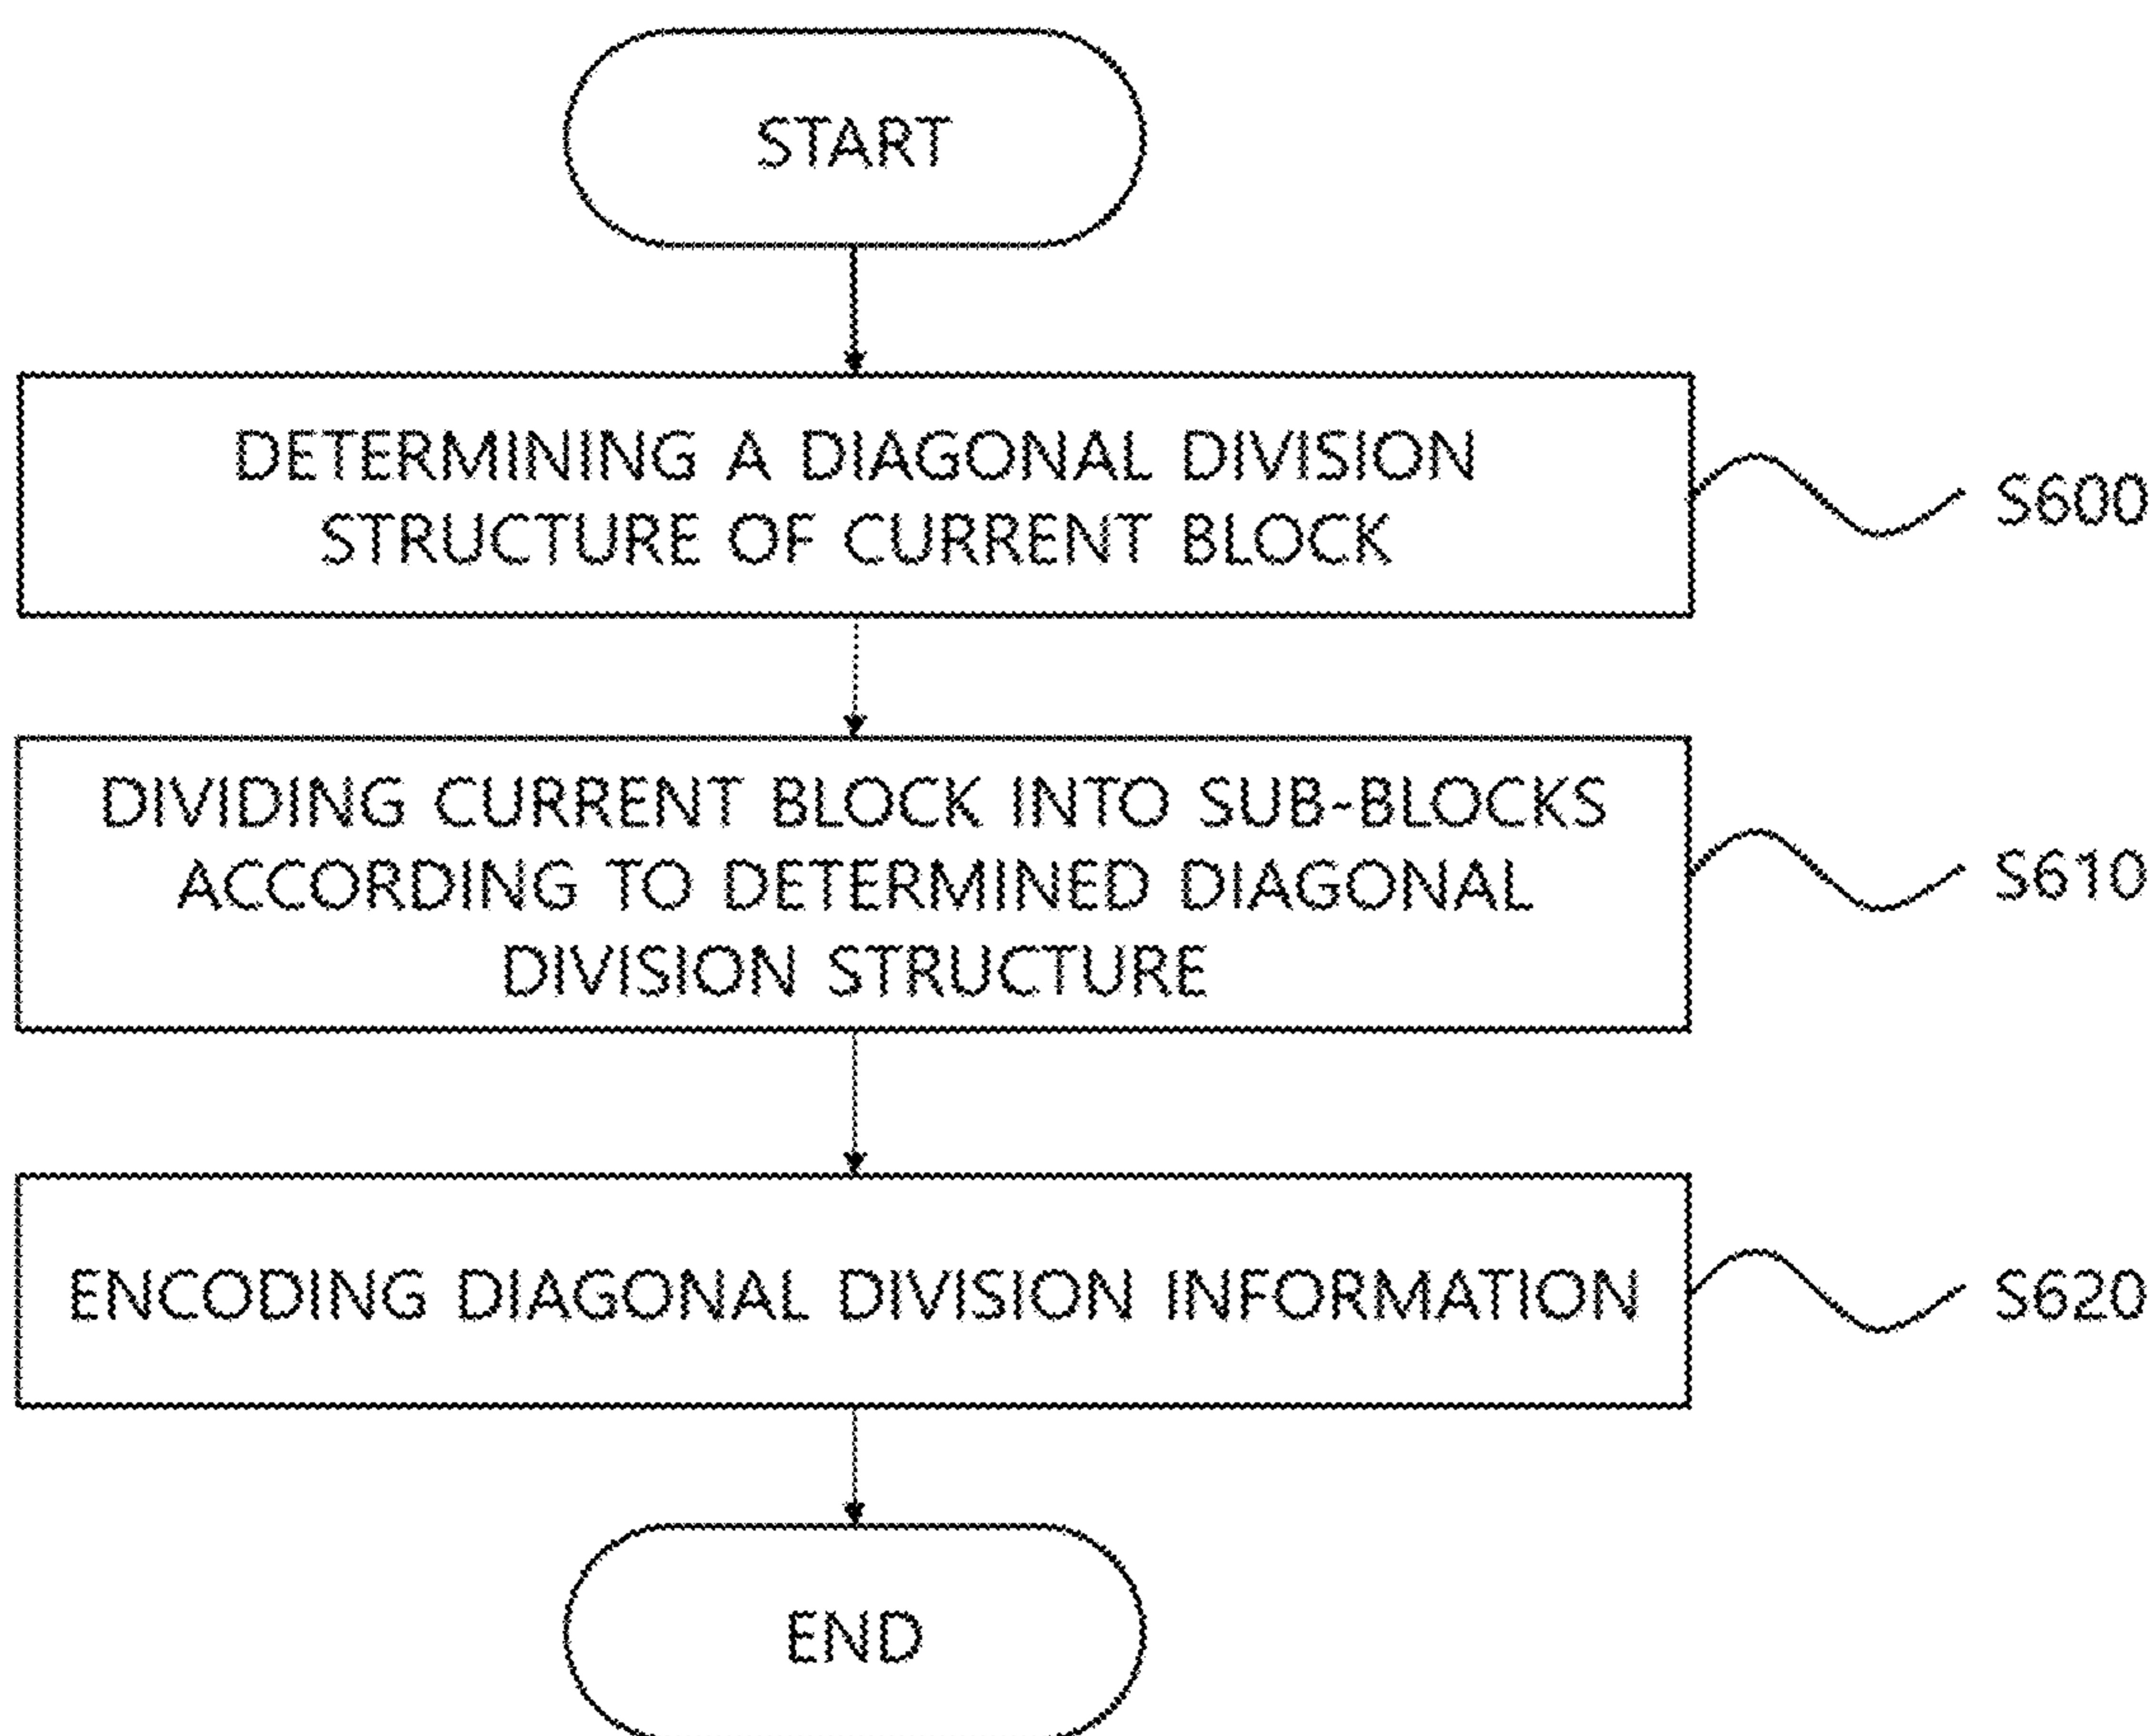 START
DETERMINING A DIAGONAL DIVISION
STRUCTURE OF CURRENT BLOCK
S600
DIVIDING CURRENT BLOCK INTO SUB-BLOCKS
ACCORDING TO DETERMINED DIAGONAL
DIVISION STRUCTURE
S610
ENCODING DIAGONAL DIVISION INFORMATION
S620
END